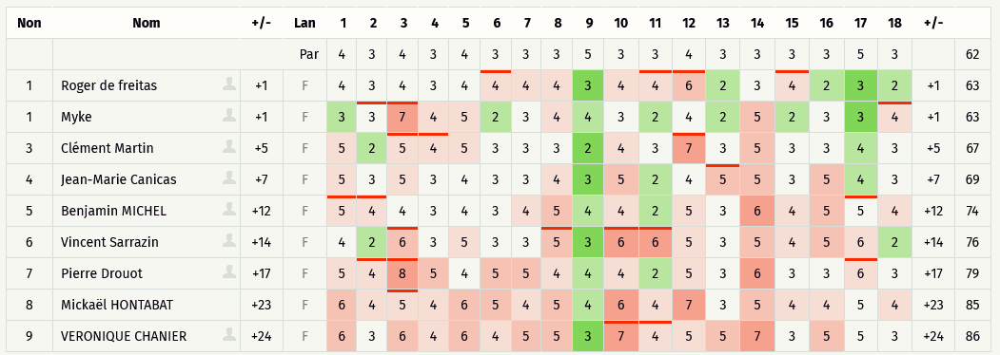 Non Nom +/- Lan 1 2 3 4 5 6 7 8 9 10 11 12 13 14 15 16 17 18 +/-
Par 4 3 4 3 4 3 3 3 5 3 3 4 3 3 3 3 5 3 62
1 Roger de freitas +1 F 4 3 4 3 4 4 4 4 3 4 4 6 2 3 4 2 3 2 +1 63
1 Myke +1 F 3 3 7 4 5 2 3 4 4 3 2 4 2 5 2 3 3 4 +1 63
3 Clément Martin +5 F 5 2 5 4 5 3 3 3 2 4 3 7 3 5 3 3 4 3 +5 67
4 Jean-Marie Canicas +7 F 5 3 5 3 4 3 3 4 3 5 2 4 5 5 3 5 4 3 +7 69
5 Benjamin MICHEL +12 F 5 4 4 3 4 3 4 5 4 4 2 5 3 6 4 5 5 4 +12 74
6 Vincent Sarrazin +14 F 4 2 6 3 5 3 3 5 3 6 6 5 3 5 4 5 6 2 +14 76
7 Pierre Drouot +17 F 5 4 8 5 4 5 5 4 4 4 2 5 3 6 3 3 6 3 +17 79
8 Mickaël HONTABAT +23 F 6 4 5 4 6 5 4 5 4 6 4 7 3 5 4 4 5 4 +23 85
9 VERONIQUE CHANIER +24 F 6 3 6 4 6 4 5 5 3 7 4 5 5 7 3 5 5 3 +24 86